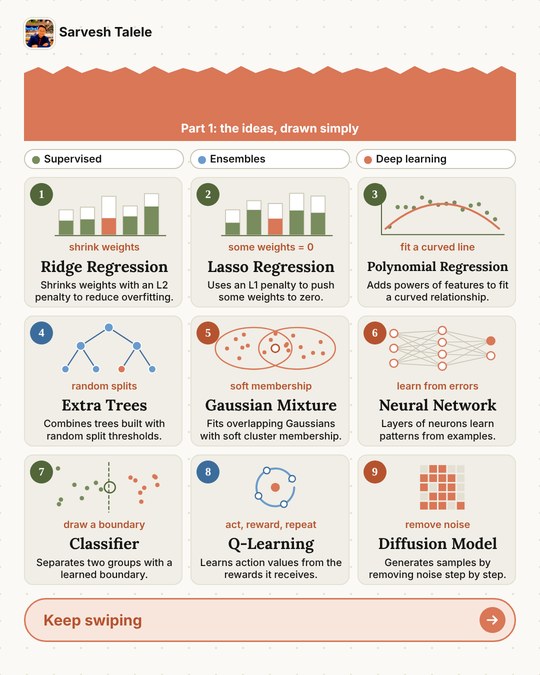 Sarvesh Talele
Part 1: the ideas, drawn simply
Supervised
Ensembles
Deep learning
1
shrink weights
Ridge Regression
Shrinks weights with an L2
penalty to reduce overfitting.
2
some weights = 0
Lasso Regression
Uses an L1 penalty to push
some weights to zero.
3
fit a curved line
Polynomial Regression
Adds powers of features to fit
a curved relationship.
4
random splits
Extra Trees
Combines trees built with
random split thresholds.
5
soft membership
Gaussian Mixture
Fits overlapping Gaussians
with soft cluster membership.
6
learn from errors
Neural Network
Layers of neurons learn
patterns from examples.
7
draw a boundary
Classifier
Separates two groups with a
learned boundary.
8
act, reward, repeat
Q-Learning
Learns action values from the
rewards it receives.
9
remove noise
Diffusion Model
Generates samples by
removing noise step by step.
Keep swiping